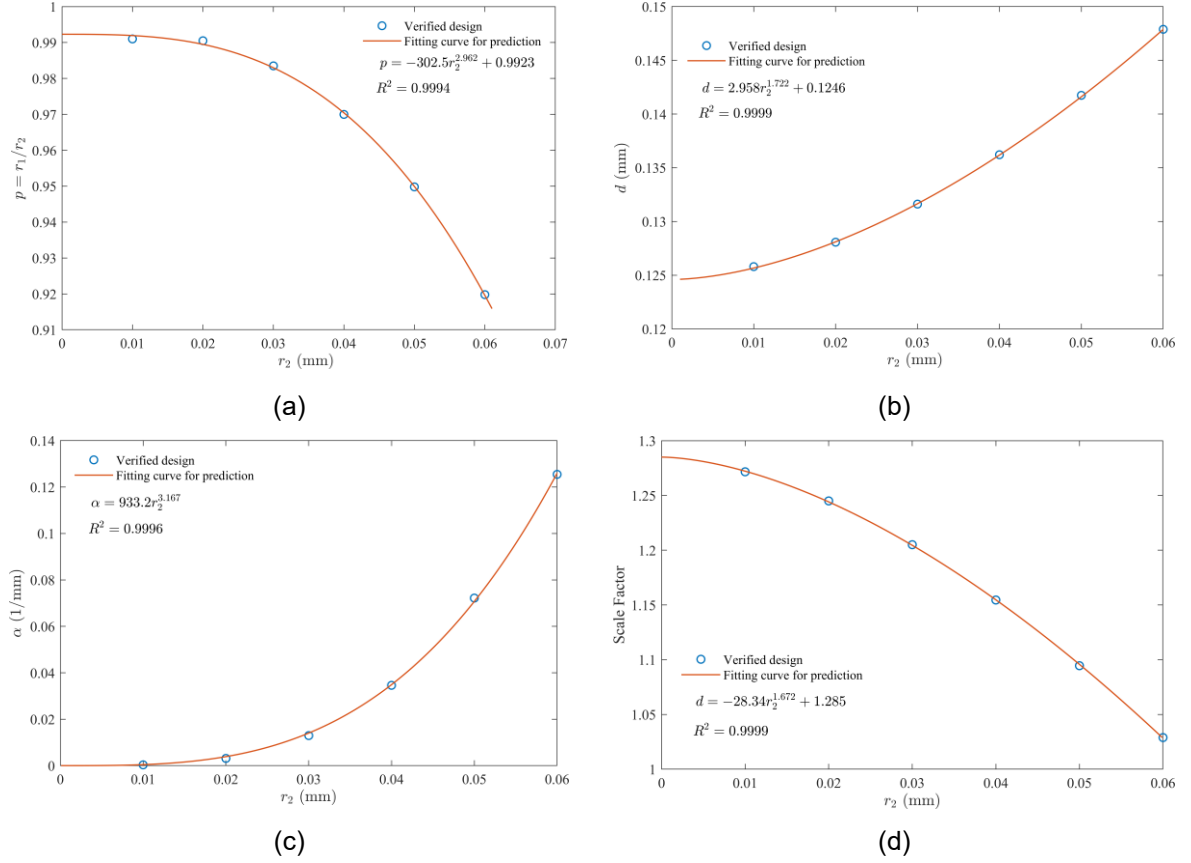 1
0.99
0.98
0.97
0.96
0.95
0.94
0.93
0.92
0.91
p = r₁/r₂
Verified design
Fitting curve for prediction
p = −302.5r₂^2.962 + 0.9923
R² = 0.9994
0 0.01 0.02 0.03 0.04 0.05 0.06 0.07
r₂ (mm)
(a)
0.15
0.145
0.14
0.135
0.13
0.125
0.12
d (mm)
Verified design
Fitting curve for prediction
d = 2.958r₂^1.722 + 0.1246
R² = 0.9999
0 0.01 0.02 0.03 0.04 0.05 0.06
r₂ (mm)
(b)
0.14
0.12
0.1
0.08
0.06
0.04
0.02
0
α (1/mm)
Verified design
Fitting curve for prediction
α = 933.2r₂^3.167
R² = 0.9996
0 0.01 0.02 0.03 0.04 0.05 0.06
r₂ (mm)
(c)
1.3
1.25
1.2
1.15
1.1
1.05
1
Scale Factor
Verified design
Fitting curve for prediction
d = −28.34r₂^1.672 + 1.285
R² = 0.9999
0 0.01 0.02 0.03 0.04 0.05 0.06
r₂ (mm)
(d)